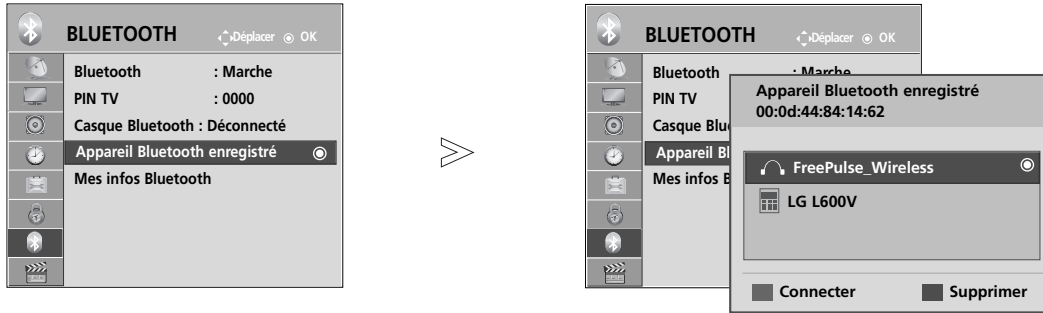 BLUETOOTH Déplacer OK
Bluetooth : Marche
PIN TV : 0000
Casque Bluetooth : Déconnecté
Appareil Bluetooth enregistré
Mes infos Bluetooth
>
BLUETOOTH Déplacer OK
Bluetooth : Marche
PIN TV
Casque Blue
Appareil Bl
Mes infos B
Appareil Bluetooth enregistré
00:0d:44:84:14:62
FreePulse_Wireless
LG L600V
Connecter Supprimer